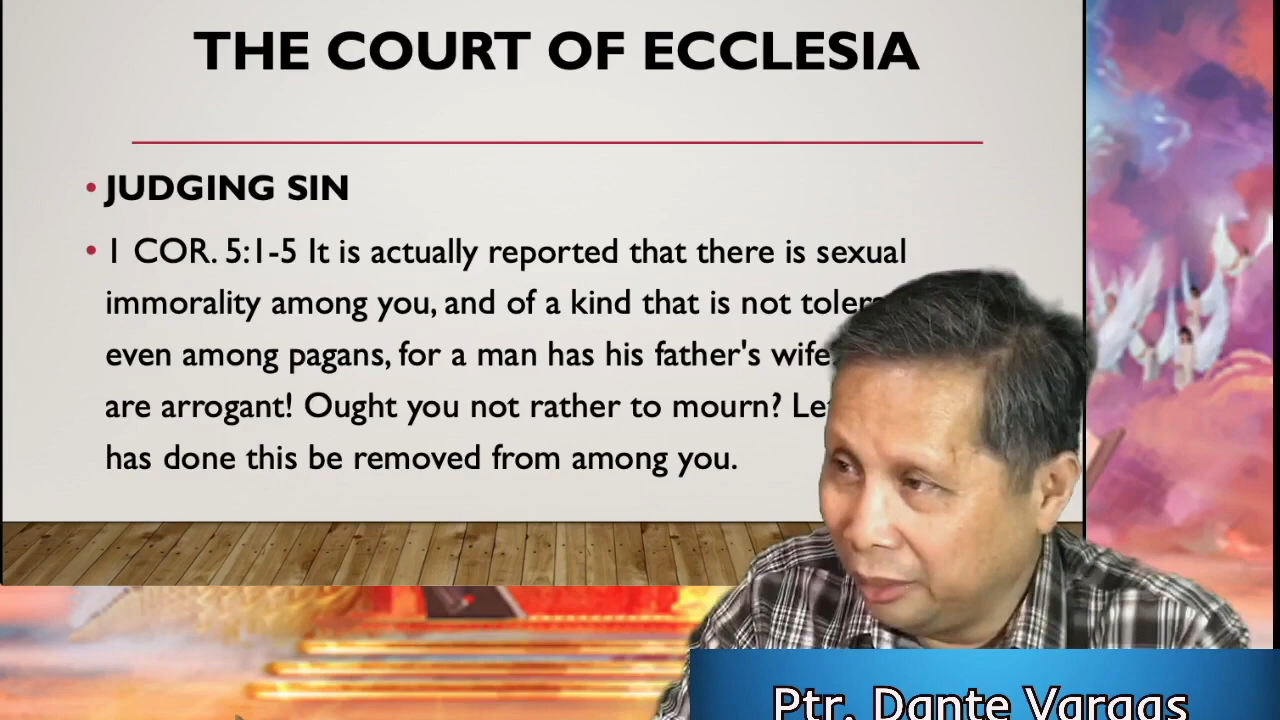 THE COURT OF ECCLESIA
• JUDGING SIN
• 1 COR. 5:1-5 It is actually reported that there is sexual
immorality among you, and of a kind that is not
even among pagans, for a man has his father's wife
are arrogant! Ought you not rather to mourn?
has done this be removed from among you.
Ptr. Dante Vargas